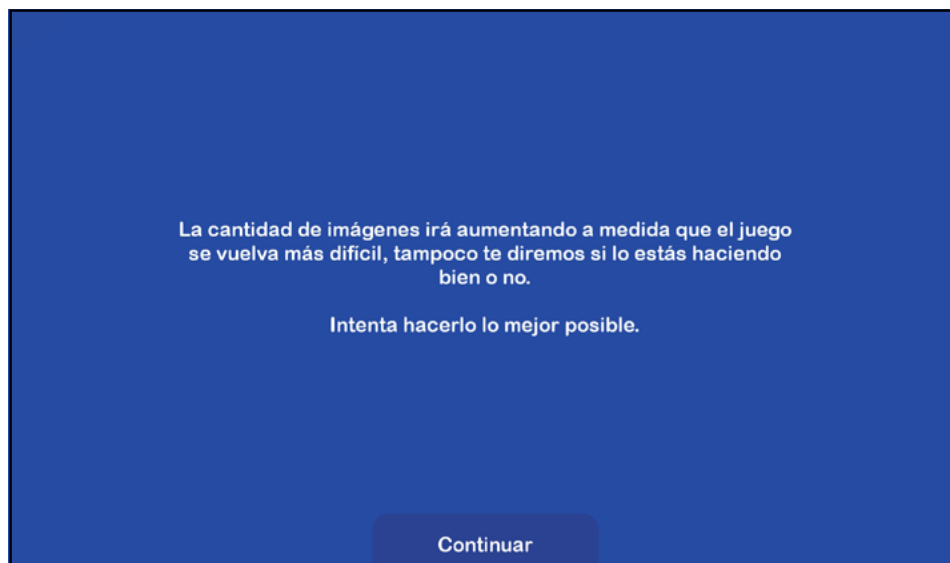 La cantidad de imágenes irá aumentando a medida que el juego
se vuelva más difícil, tampoco te diremos si lo estás haciendo
bien o no.
Intenta hacerlo lo mejor posible.
Continuar